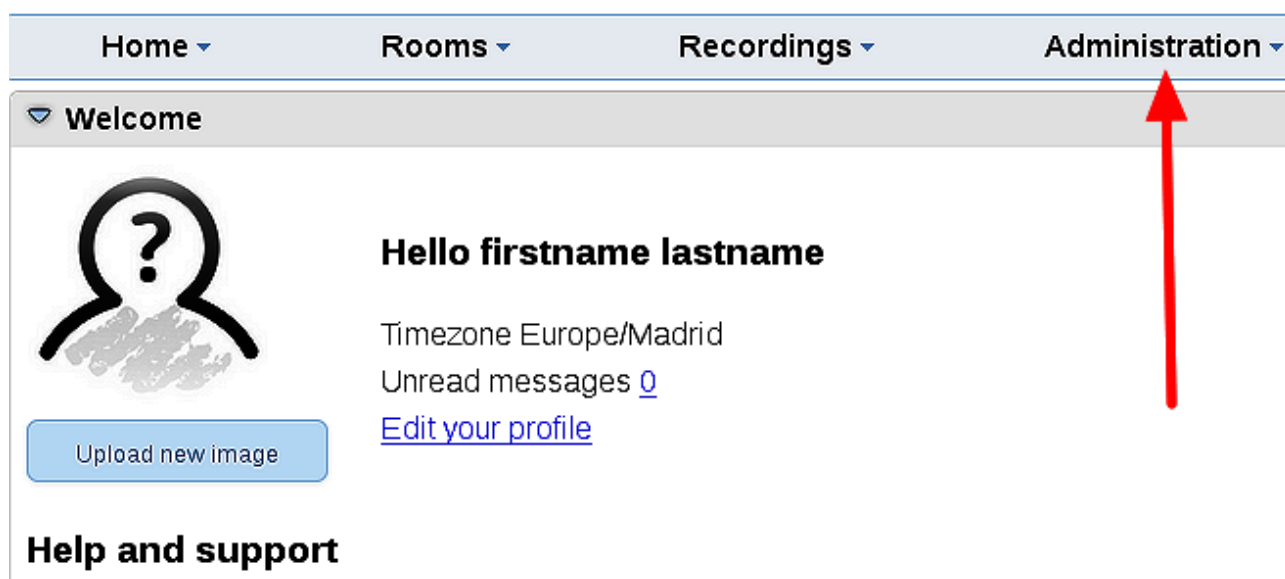 Home Rooms Recordings Administration
Welcome
?
Hello firstname lastname
Timezone Europe/Madrid
Unread messages 0
Edit your profile
Upload new image
Help and support